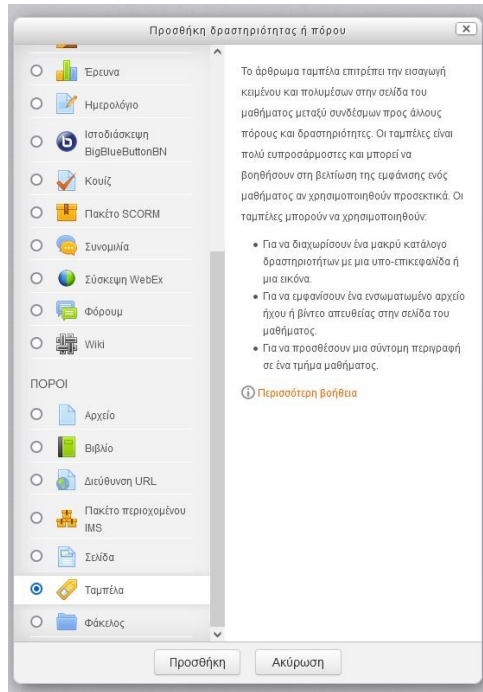 Προσθήκη δραστηριότητας ή πόρου
Έρευνα
Ημερολόγιο
Ιστοδιάσκεψη
BigBlueButtonBN
Κουίζ
Πακέτο SCORM
Συνομιλία
Σύσκεψη WebEx
Φόρουμ
Wiki
ΠΟΡΟΙ
Αρχείο
Βιβλίο
Διεύθυνση URL
Πακέτο περιοχομένου
IMS
Σελίδα
Ταμπέλα
Φάκελος
Το άρθρωμα ταμπέλα επιτρέπει την εισαγωγή
κειμένου και πολυμέσων στην σελίδα του
μαθήματος μεταξύ συνδέσμων προς άλλους
πόρους και δραστηριότητες. Οι ταμπέλες είναι
πολύ ευπροσάρμοστες και μπορεί να
βοηθήσουν στη βελτίωση της εμφάνισης ενός
μαθήματος αν χρησιμοποιηθούν προσεκτικά. Οι
ταμπέλες μπορούν να χρησιμοποιηθούν:
• Για να διαχωρίσουν ένα μακρύ κατάλογο
δραστηριοτήτων με μια υπο-επικεφαλίδα ή
μια εικόνα.
• Για να εμφανίσουν ένα ενσωματωμένο αρχείο
ήχου ή βίντεο απευθείας στην σελίδα του
μαθήματος.
• Για να προσθέσουν μια σύντομη περιγραφή
σε ένα τμήμα μαθήματος.
Περισσότερη βοήθεια
Προσθήκη
Ακύρωση